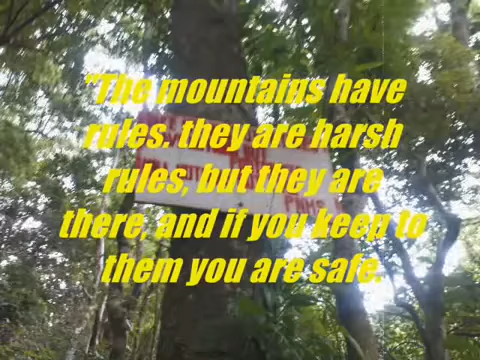 "The mountains have
rules. they are harsh
rules, but they are
there, and if you keep to
them you are safe.
PNHS